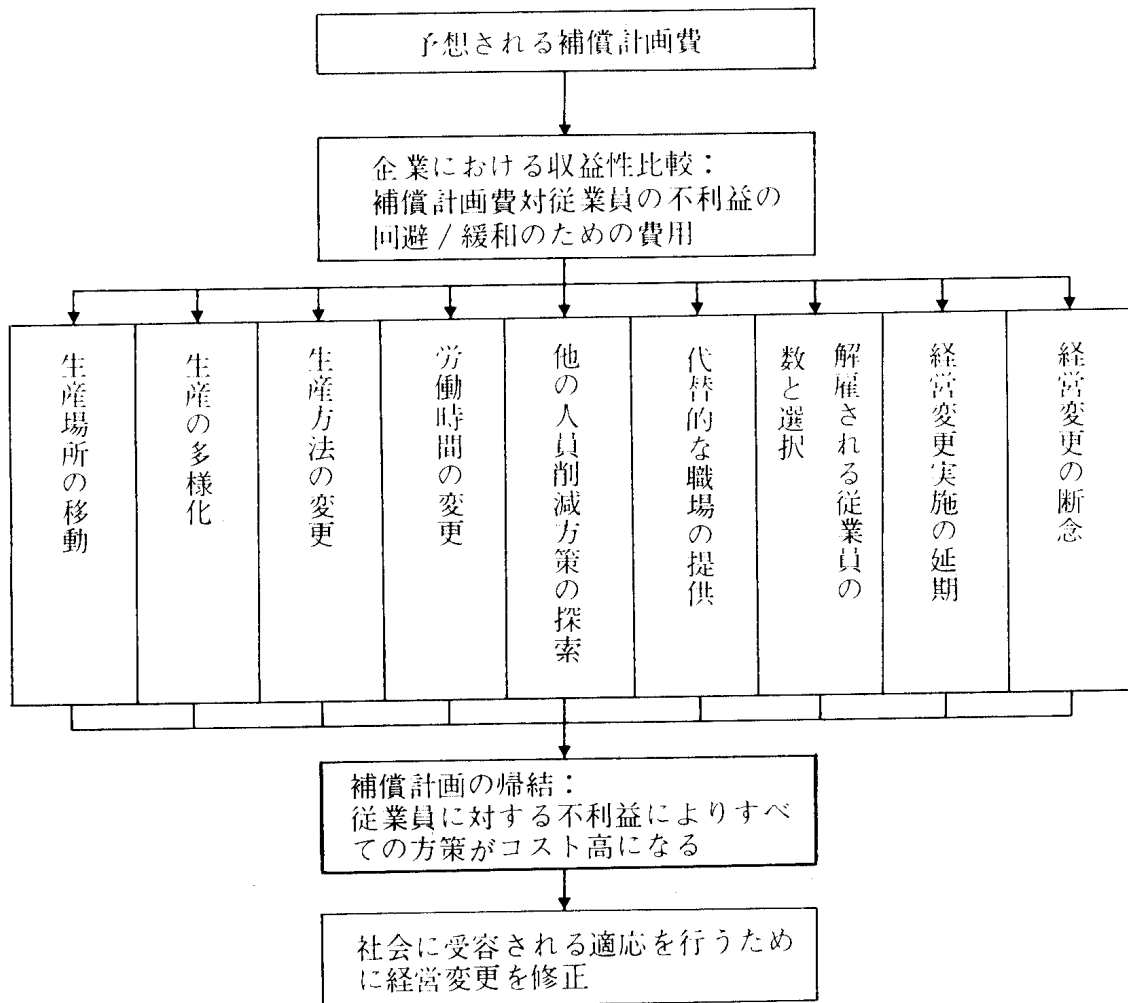 予想される補償計画費
企業における収益性比較：
補償計画費対従業員の不利益の
回避／緩和のための費用
生産場所の移動
生産の多様化
生産方法の変更
労働時間の変更
他の人員削減方策の探索
代替的な職場の提供
解雇される従業員の
数と選択
経営変更実施の延期
経営変更の断念
補償計画の帰結：
従業員に対する不利益によりすべ
ての方策がコスト高になる
社会に受容される適応を行うため
に経営変更を修正